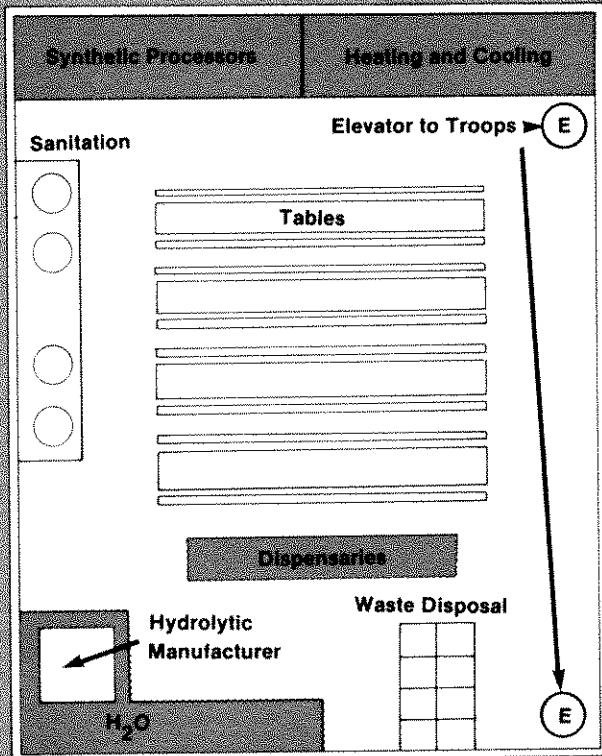 Synthetic Processors
Heating and Cooling
Elevator to Troops
E
Sanitation
Tables
Dispensaries
Waste Disposal
Hydrolytic
Manufacturer
H₂O
E